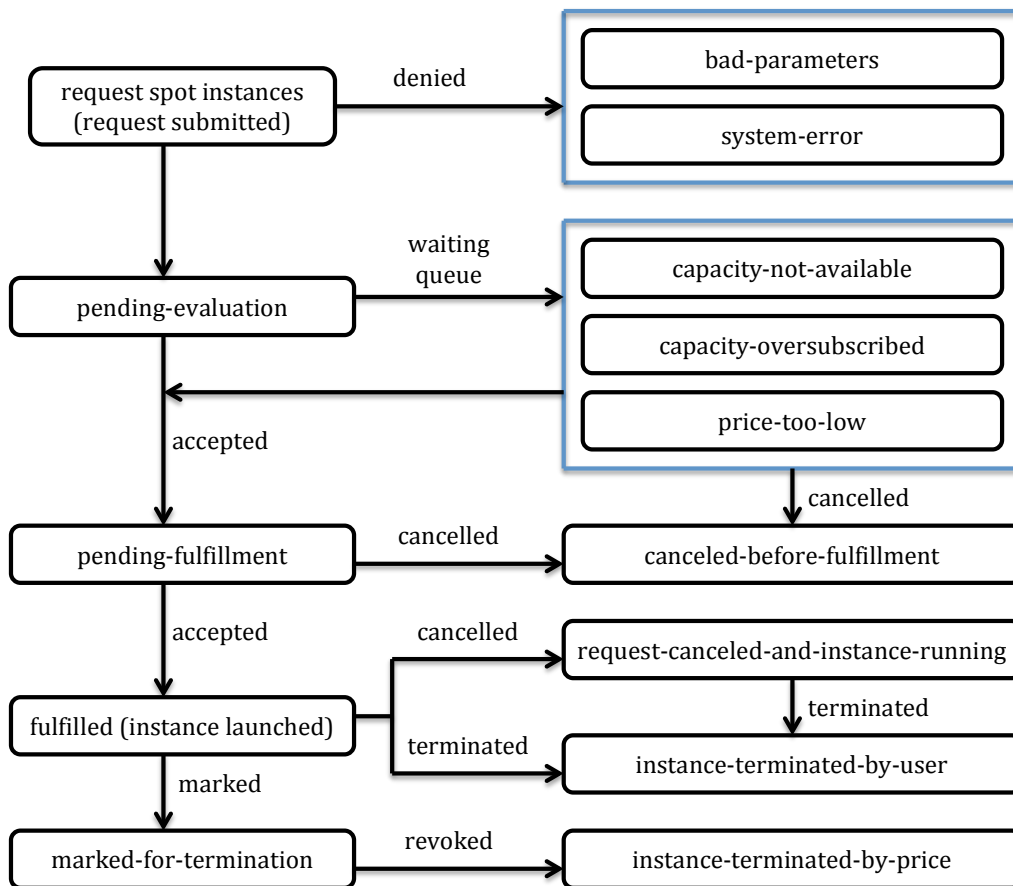 request spot instances
(request submitted)
denied
bad-parameters
system-error
pending-evaluation
waiting
queue
capacity-not-available
capacity-oversubscribed
price-too-low
accepted
cancelled
pending-fulfillment
cancelled
canceled-before-fulfillment
accepted
cancelled
request-canceled-and-instance-running
fulfilled (instance launched)
terminated
terminated
instance-terminated-by-user
marked
marked-for-termination
revoked
instance-terminated-by-price